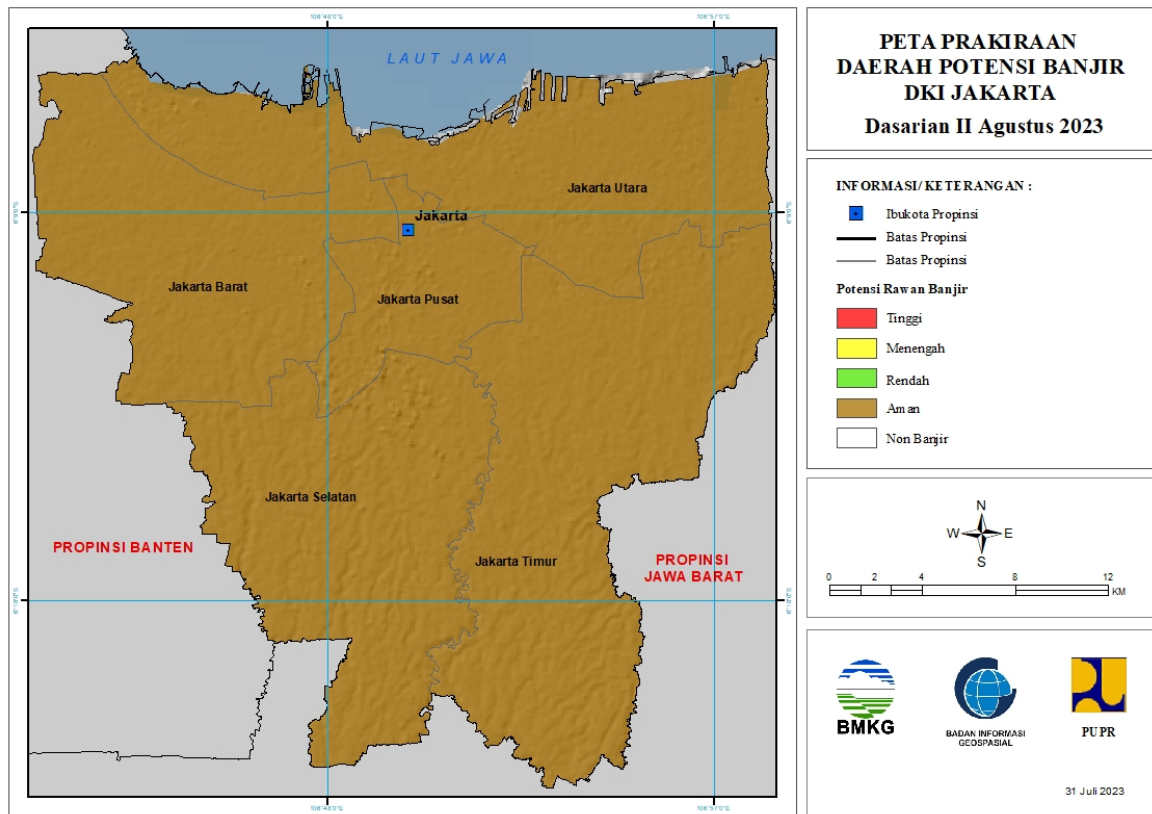 PETA PRAKIRAAN
DAERAH POTENSI BANJIR
DKI JAKARTA
Dasarian II Agustus 2023
INFORMASI/ KETERANGAN :
Ibukota Propinsi
Batas Propinsi
Batas Propinsi
Potensi Rawan Banjir
Tinggi
Menengah
Rendah
Aman
Non Banjir
N
W E
S
0 2 4 8 12
KM
BMKG
BADAN INFORMASI
GEOSPASIAL
PUPR
31 Juli 2023
LAUT JAWA
Jakarta Utara
Jakarta
Jakarta Barat
Jakarta Pusat
Jakarta Selatan
Jakarta Timur
PROPINSI BANTEN
PROPINSI
JAWA BARAT